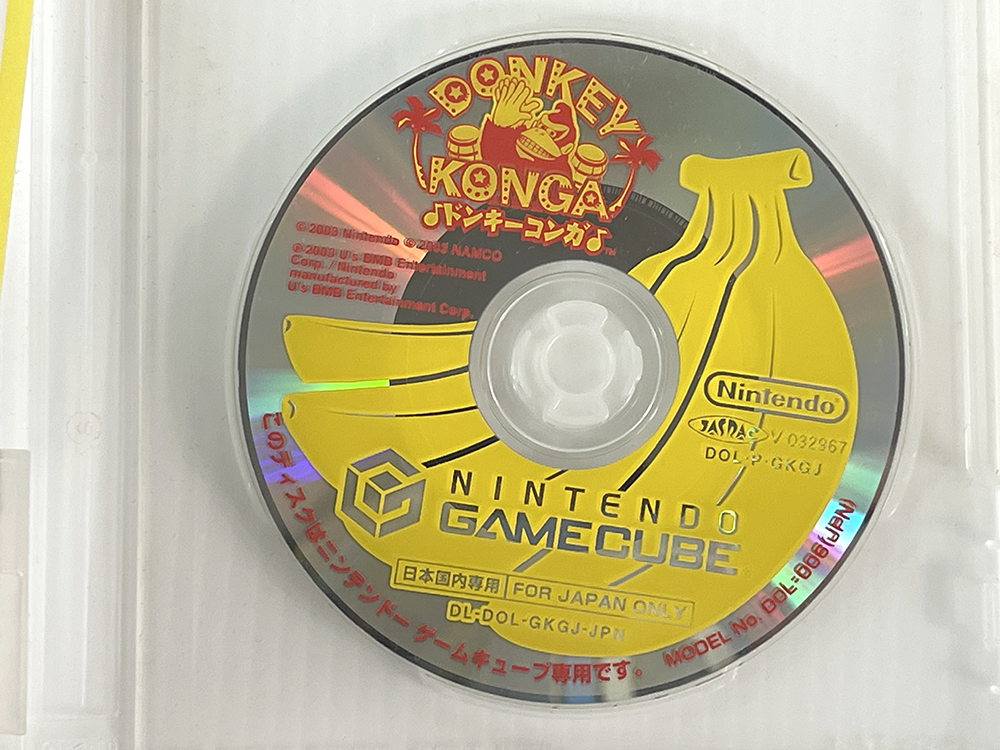 DONKEY
KONGA
♪ドンキーコンガ♪™
© 2003 Nintendo © 2003 NAMCO
℗ 2003 U's BMB Entertainment
Corp. / Nintendo
manufactured by
U's BMB Entertainment Corp.
Nintendo®
JASRAC V 032967
DOL-P-GKGJ
NINTENDO
GAMECUBE
日本国内専用 FOR JAPAN ONLY
DL-DOL-GKGJ-JPN
このディスクはニンテンドー ゲームキューブ専用です。
MODEL No. DOL-006(JPN)